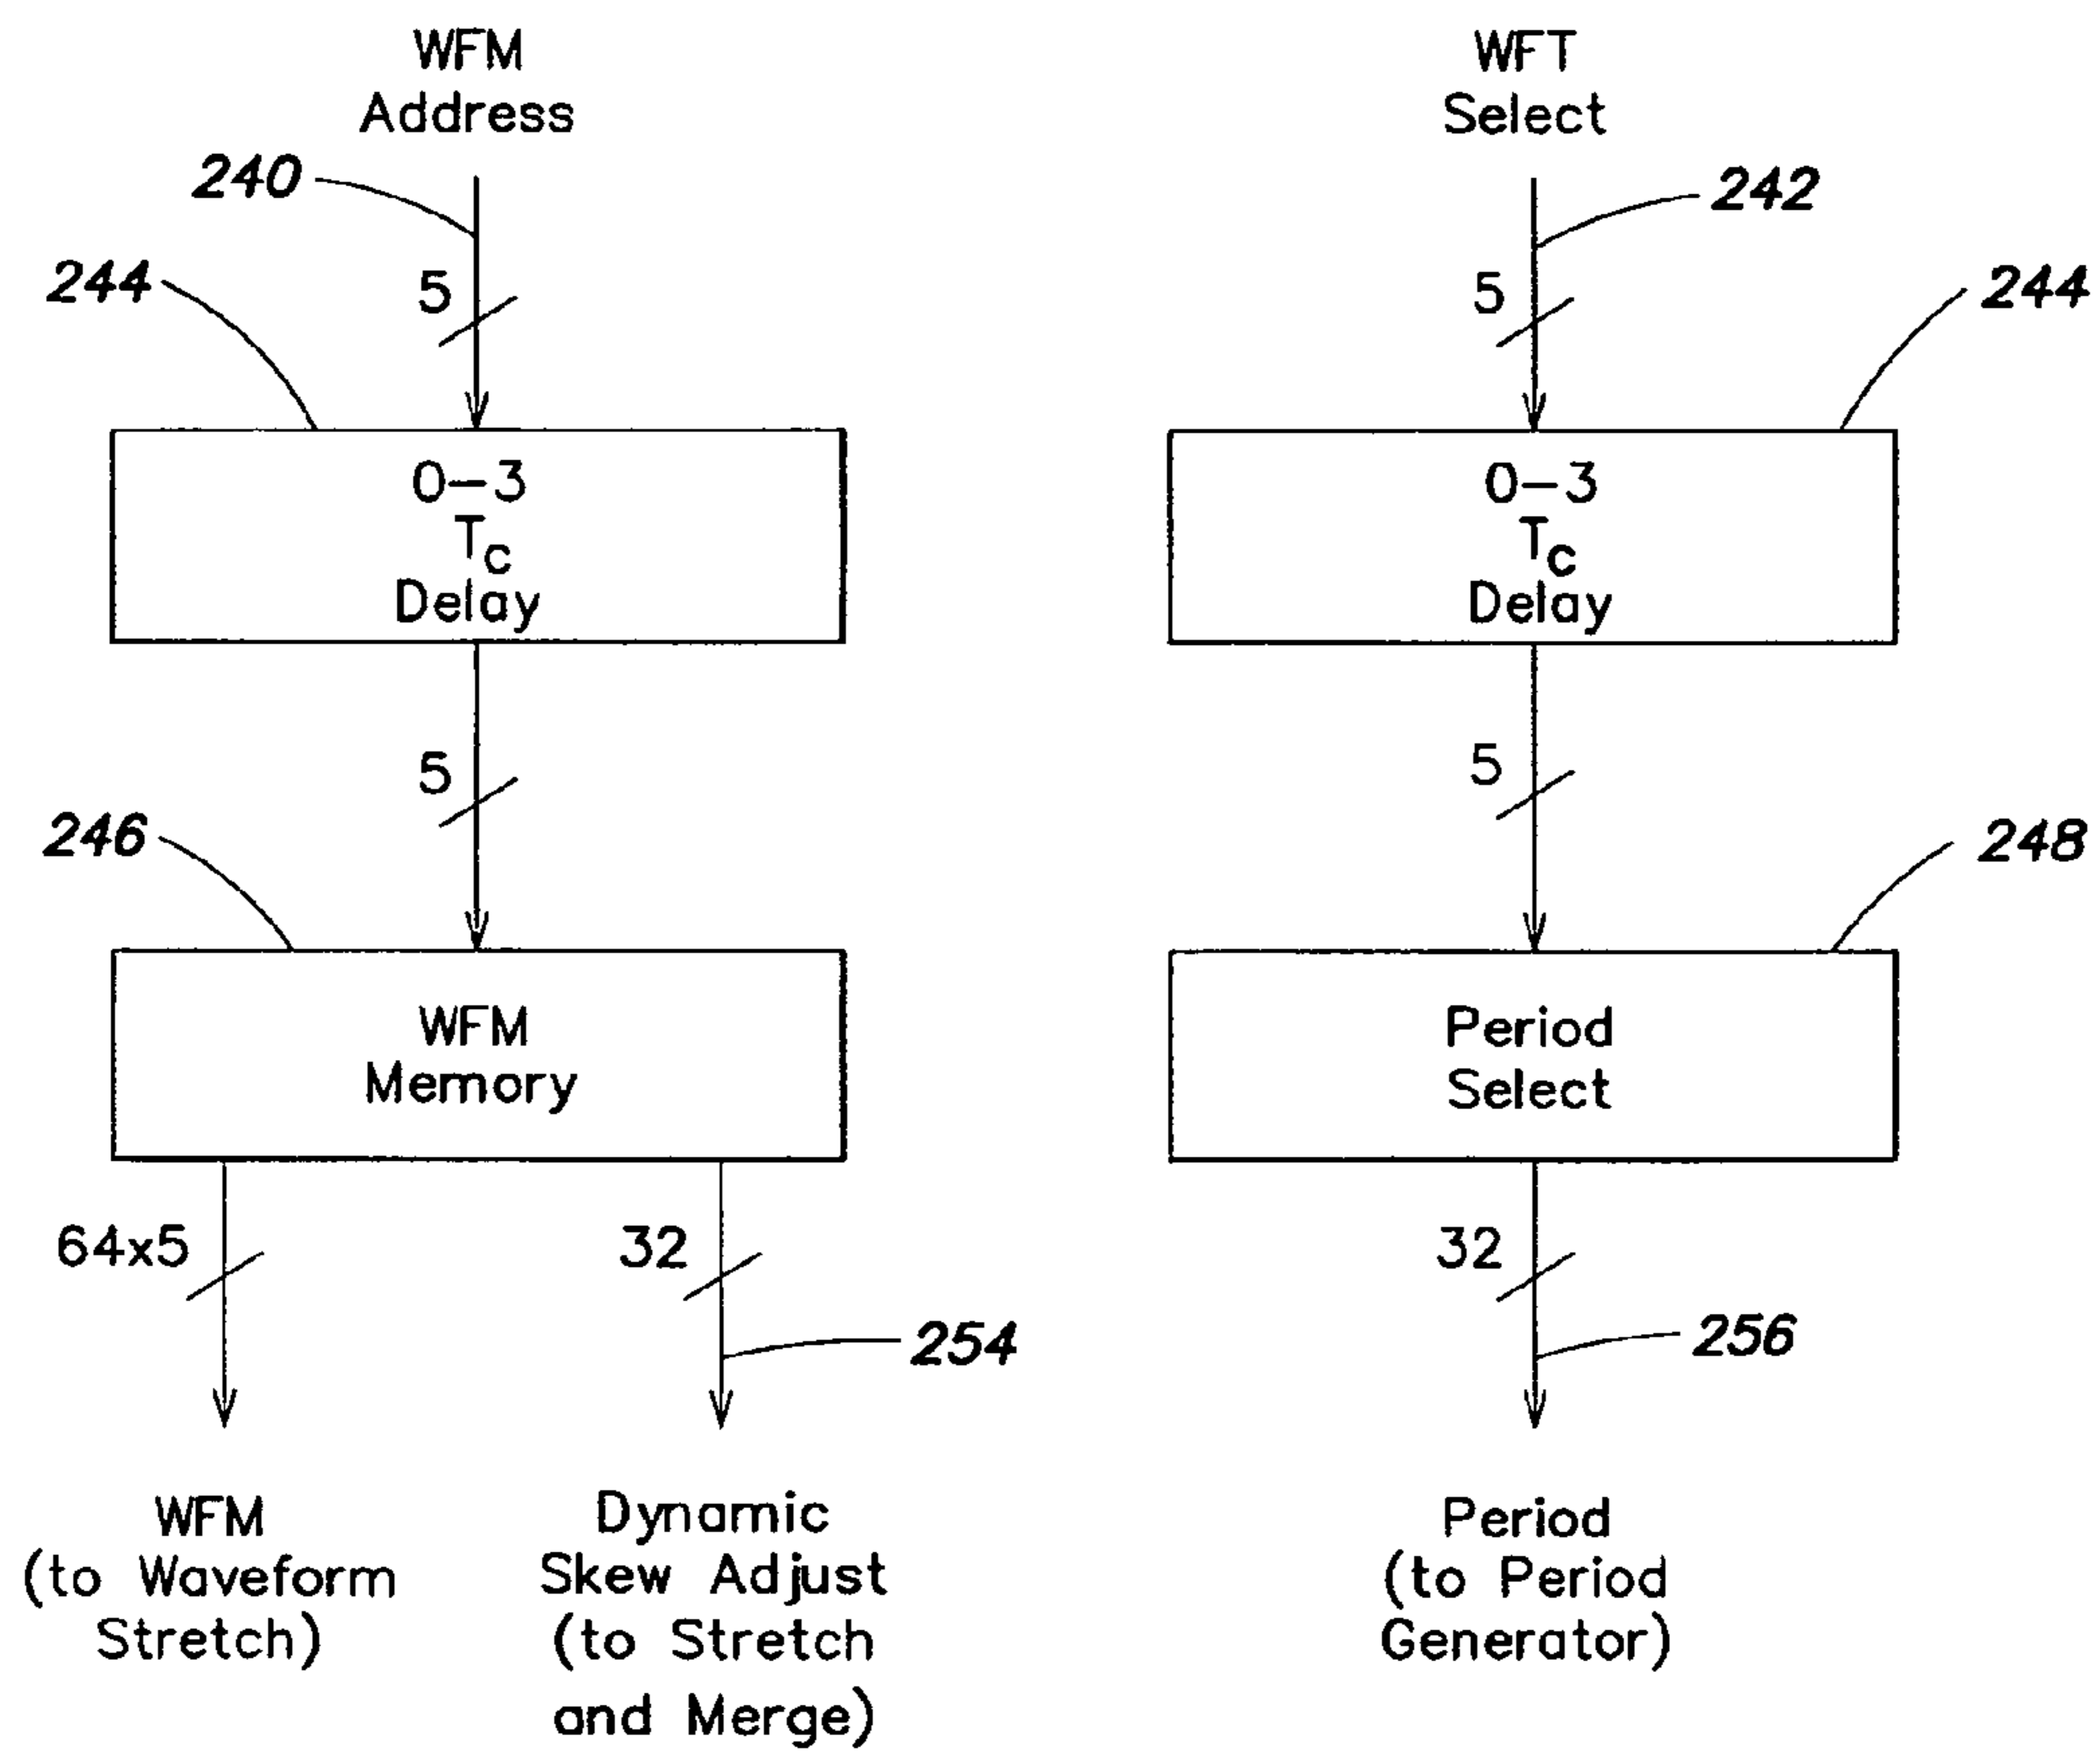 WFM
Address
240
5
244
0-3
Tc
Delay
5
246
WFM
Memory
64x5
32
254
WFM
(to Waveform
Stretch)
Dynamic
Skew Adjust
(to Stretch
and Merge)
WFT
Select
242
5
244
0-3
Tc
Delay
5
248
Period
Select
32
256
Period
(to Period
Generator)